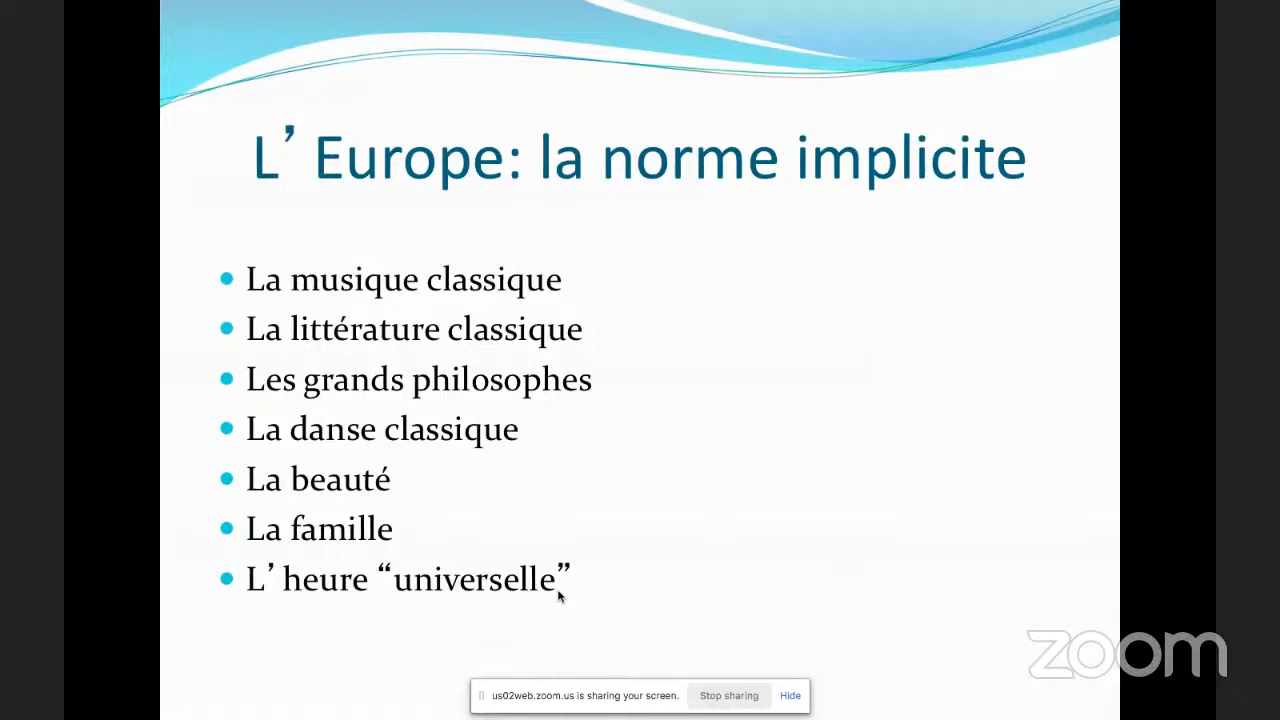 L’ Europe: la norme implicite
• La musique classique
• La littérature classique
• Les grands philosophes
• La danse classique
• La beauté
• La famille
• L’ heure “universelle”
zoom
us02web.zoom.us is sharing your screen. Stop sharing Hide